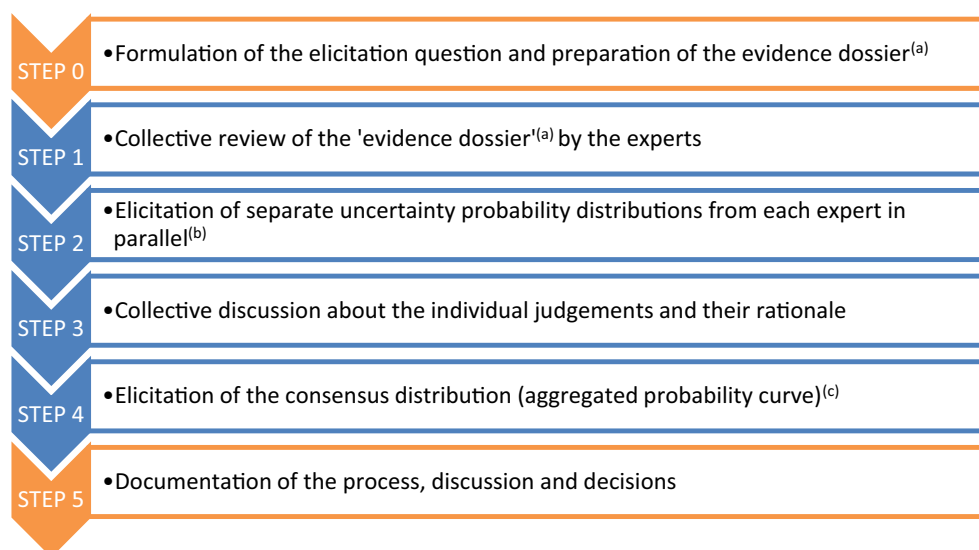 STEP 0
•Formulation of the elicitation question and preparation of the evidence dossier(a)
STEP 1
•Collective review of the 'evidence dossier'(a) by the experts
STEP 2
•Elicitation of separate uncertainty probability distributions from each expert in
parallel(b)
STEP 3
•Collective discussion about the individual judgements and their rationale
STEP 4
•Elicitation of the consensus distribution (aggregated probability curve)(c)
STEP 5
•Documentation of the process, discussion and decisions